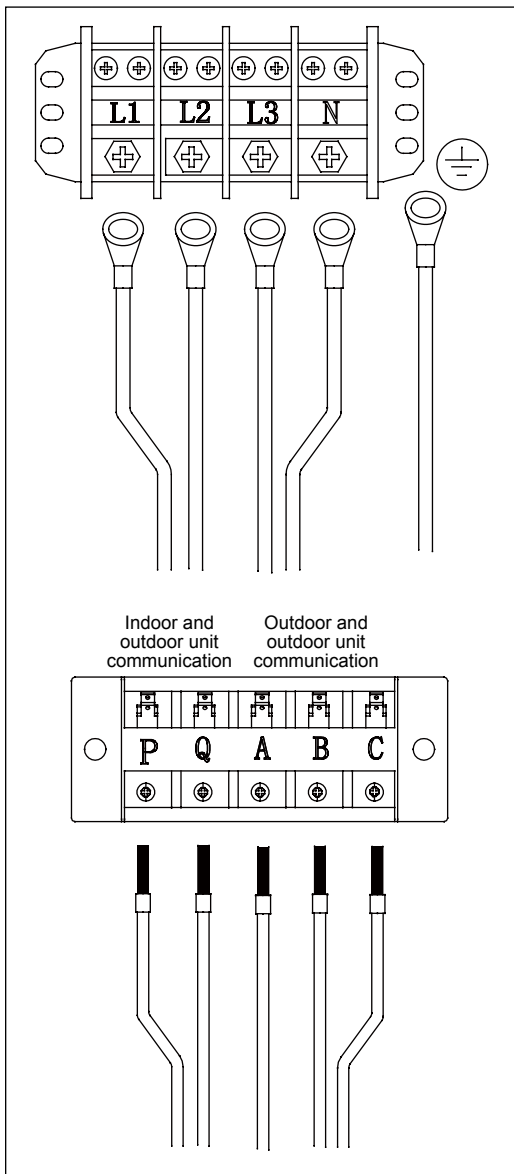 L1 L2 L3 N
Indoor and
outdoor unit
communication
Outdoor and
outdoor unit
communication
P Q A B C